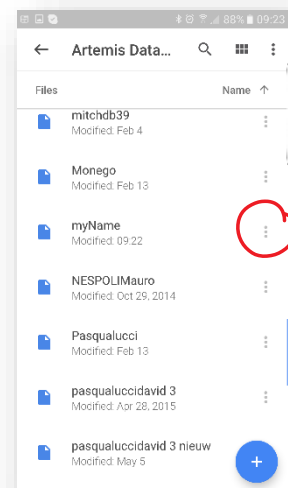 88% 09:23
Artemis Data...
Files Name
mitchdb39
Modified: Feb 4
Monego
Modified: Feb 13
myName
Modified: 09:22
NESPOLIMauro
Modified: Oct 29, 2014
Pasqualucci
Modified: Feb 13
pasqualuccidavid 3
Modified: Apr 28, 2015
pasqualuccidavid 3 nieuw
Modified: May 5